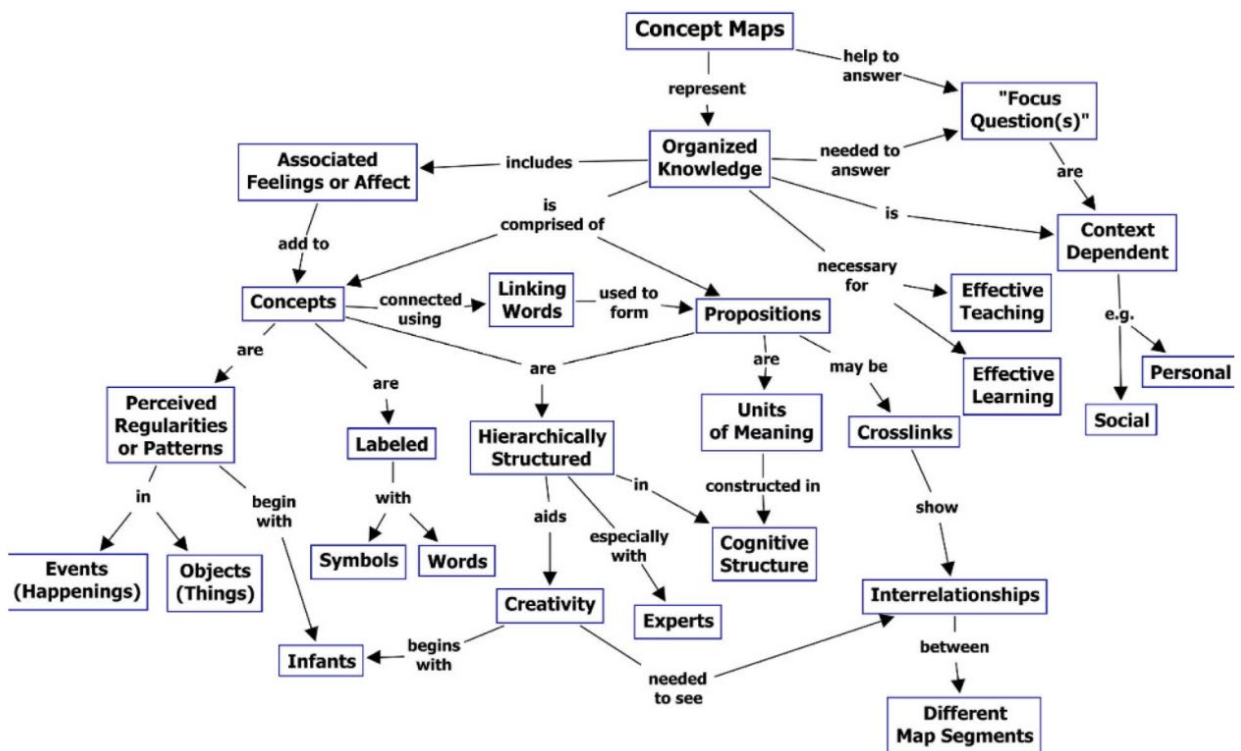 Concept Maps
help to
answer
represent
"Focus
Question(s)"
Organized
Knowledge
needed to
answer
includes
Associated
Feelings or Affect
are
is
is
comprised of
Context
Dependent
add to
necessary
for
Concepts
connected
using
Linking
Words
used to
form
Propositions
Effective
Teaching
e.g.
are
are
are
are
may be
Effective
Learning
Personal
Social
Perceived
Regularities
or Patterns
Labeled
Hierarchically
Structured
Units
of Meaning
Crosslinks
in
begin
with
with
aids
in
especially
with
constructed in
show
Events
(Happenings)
Objects
(Things)
Symbols
Words
Cognitive
Structure
Creativity
Experts
Interrelationships
Infants
begins
with
needed
to see
between
Different
Map Segments